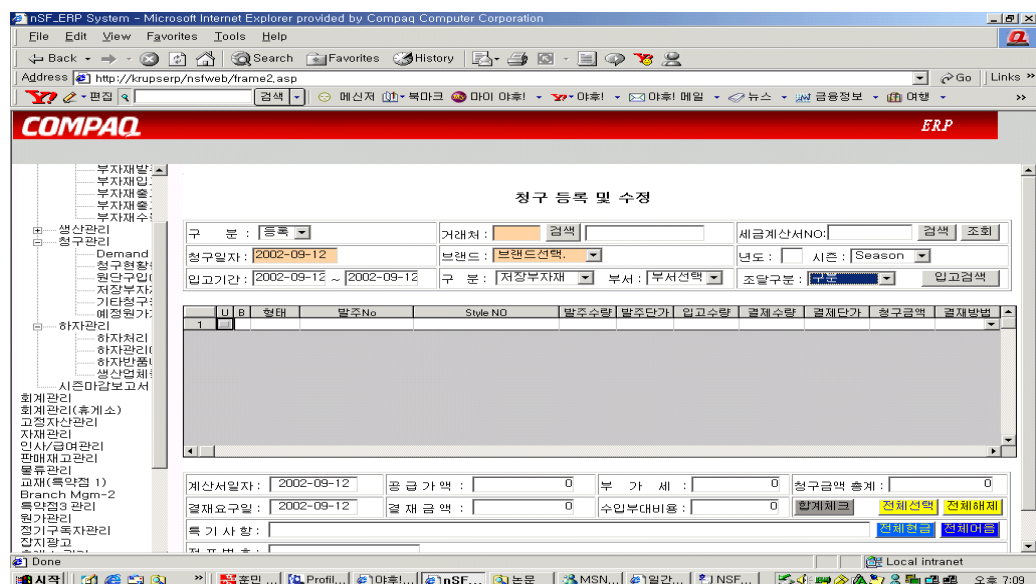 nSF_ERP System - Microsoft Internet Explorer provided by Compaq Computer Corporation
File Edit View Favorites Tools Help
Back Search Favorites History
Address http://krupserp/nsfweb/frame2.asp Go Links »
편집 검색 메신저 북마크 마이 야후! 야후! 야후! 메일 뉴스 금융정보 여행 »
COMPAQ ERP
부자재발
부자재입
부자재출
부자재출
부자재수
생산관리
청구관리
Demand
청구현황
원단구입
저장부자
기타청구
예정원가
하자관리
하자처리
하자관리
하자반품
생산업체
시즌마감보고서
회계관리
회계관리(휴게소)
고정자산관리
자재관리
인사/급여관리
판매재고관리
물류관리
교재(특약점 1)
Branch Mgm-2
특약점3 관리
원가관리
정기구독자관리
잡지광고
청구 등록 및 수정
구 분 : 등록 거래처 : 검색 세금계산서NO: 검색 조회
청구일자 : 2002-09-12 브랜드 : 브랜드선택. 년도 : 시즌 : Season
입고기간 : 2002-09-12 ~ 2002-09-12 구 분 : 저장부자재 부서 : 부서선택 조달구분 : 구분 입고검색
U B 형태 발주No Style NO 발주수량 발주단가 입고수량 결제수량 결제단가 청구금액 결재방법
1
계산서일자 : 2002-09-12 공 급 가 액 : 0 부 가 세 : 0 청구금액 총계 : 0
결재요구일 : 2002-09-12 결 재 금 액 : 0 수입부대비용 : 0 합계체크 전체선택 전체해제
특 기 사 항 : 전체현금 전체어음
전 표 번 호 :
Done Local intranet
시작 » 훈민 ... Profil... 야후!... nSF... 논문 MSN... 일간... NSF... 오후 7:09